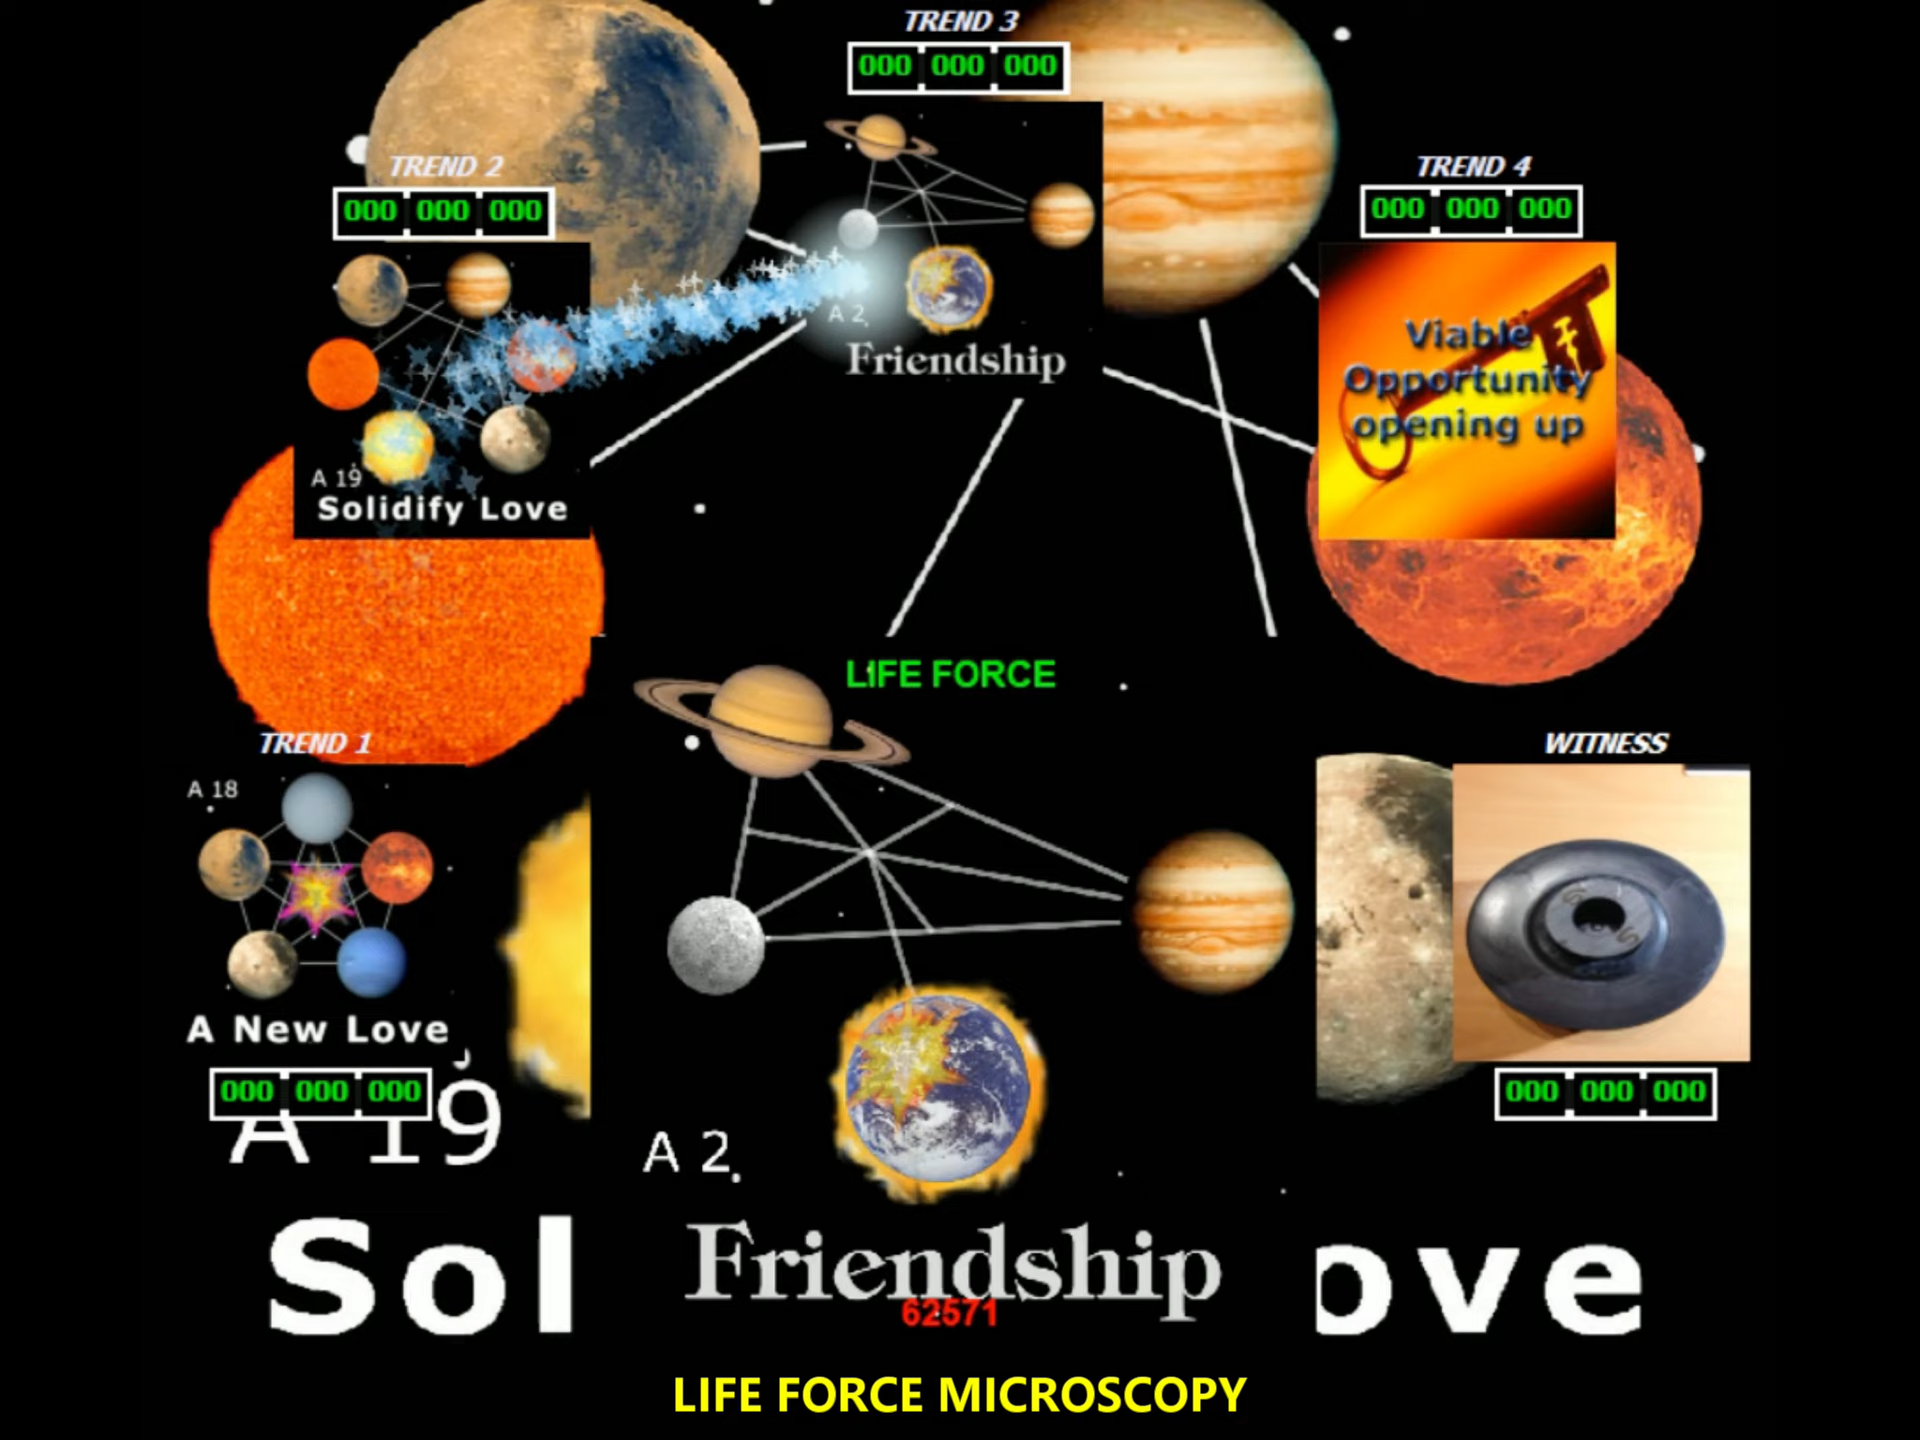 TREND 3
000 000 000
TREND 2
000 000 000
TREND 4
000 000 000
A 2
Friendship
Viable
Opportunity
opening up
A 19
Solidify Love
LIFE FORCE
TREND 1
WITNESS
A 18
A New Love
000 000 000
000 000 000
A 19
A 2
Sol
Friendship
ove
62571
LIFE FORCE MICROSCOPY